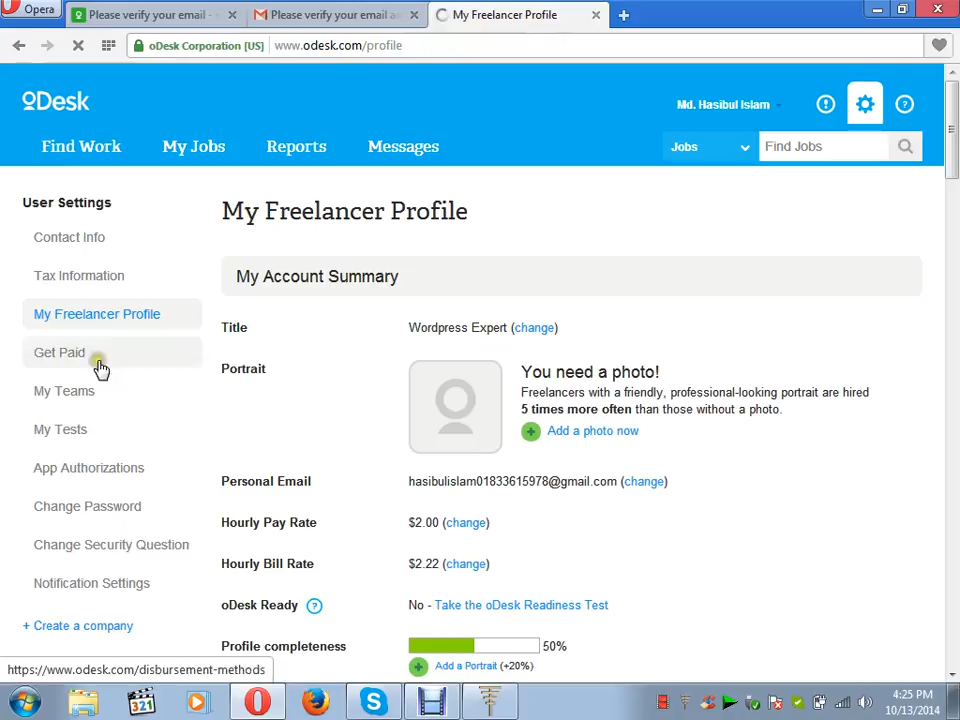 Opera
Please verify your email -
Please verify your email a
My Freelancer Profile
oDesk Corporation [US]
www.odesk.com/profile
oDesk
Md. Hasibul Islam
Find Work
My Jobs
Reports
Messages
Jobs
Find Jobs
User Settings
Contact Info
Tax Information
My Freelancer Profile
Get Paid
My Teams
My Tests
App Authorizations
Change Password
Change Security Question
Notification Settings
+ Create a company
My Freelancer Profile
My Account Summary
Title
Wordpress Expert (change)
Portrait
You need a photo!
Freelancers with a friendly, professional-looking portrait are hired
5 times more often than those without a photo.
Add a photo now
Personal Email
hasibulislam01833615978@gmail.com (change)
Hourly Pay Rate
$2.00 (change)
Hourly Bill Rate
$2.22 (change)
oDesk Ready ?
No - Take the oDesk Readiness Test
Profile completeness
50%
Add a Portrait (+20%)
https://www.odesk.com/disbursement-methods
321
4:25 PM
10/13/2014